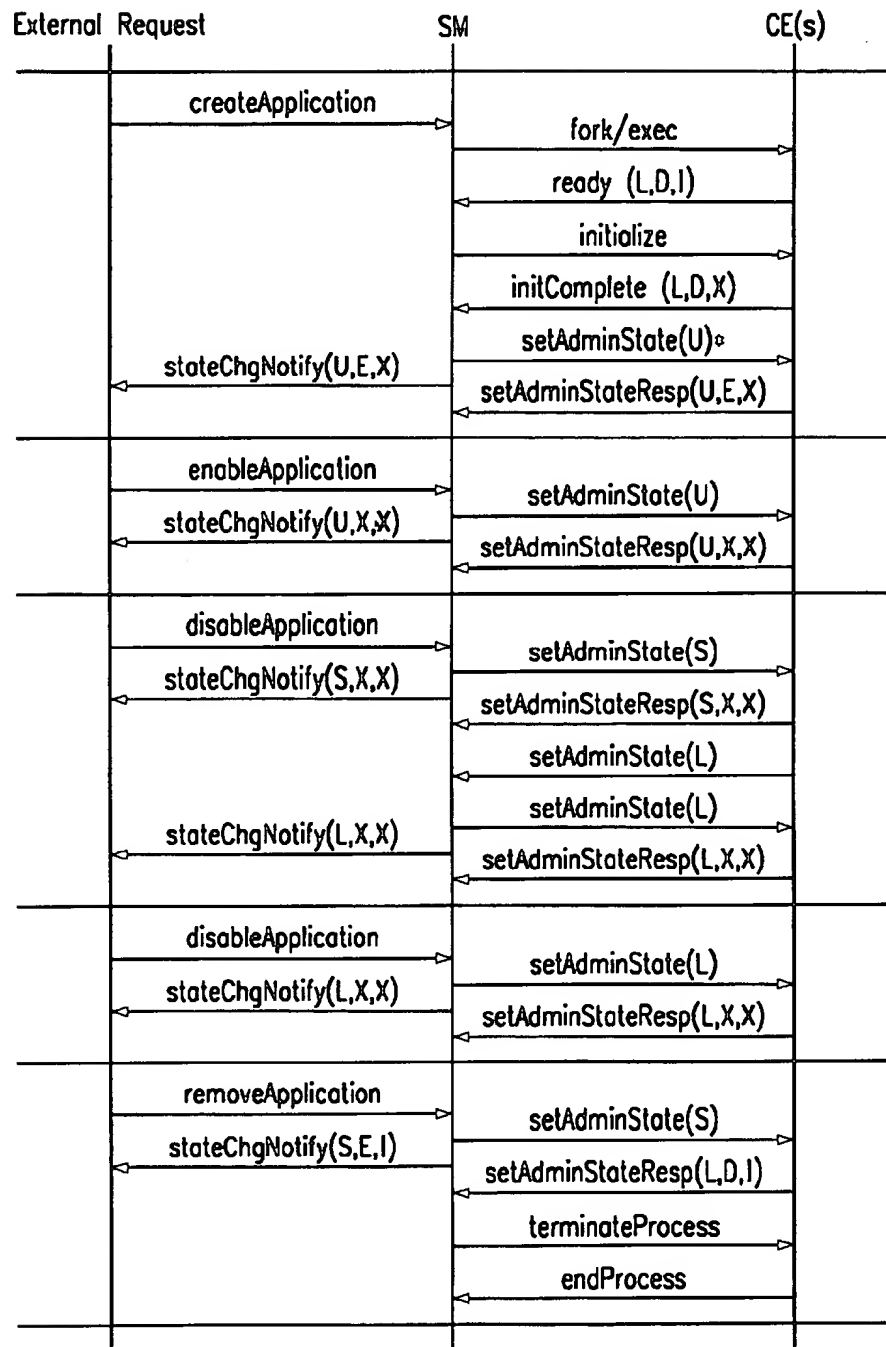 External Request SM CE(s)
createApplication
fork/exec
ready (L,D,I)
initialize
initComplete (L,D,X)
setAdminState(U)*
stateChgNotify(U,E,X)
setAdminStateResp(U,E,X)
enableApplication
setAdminState(U)
stateChgNotify(U,X,X)
setAdminStateResp(U,X,X)
disableApplication
setAdminState(S)
stateChgNotify(S,X,X)
setAdminStateResp(S,X,X)
setAdminState(L)
setAdminState(L)
stateChgNotify(L,X,X)
setAdminStateResp(L,X,X)
disableApplication
setAdminState(L)
stateChgNotify(L,X,X)
setAdminStateResp(L,X,X)
removeApplication
setAdminState(S)
stateChgNotify(S,E,I)
setAdminStateResp(L,D,I)
terminateProcess
endProcess